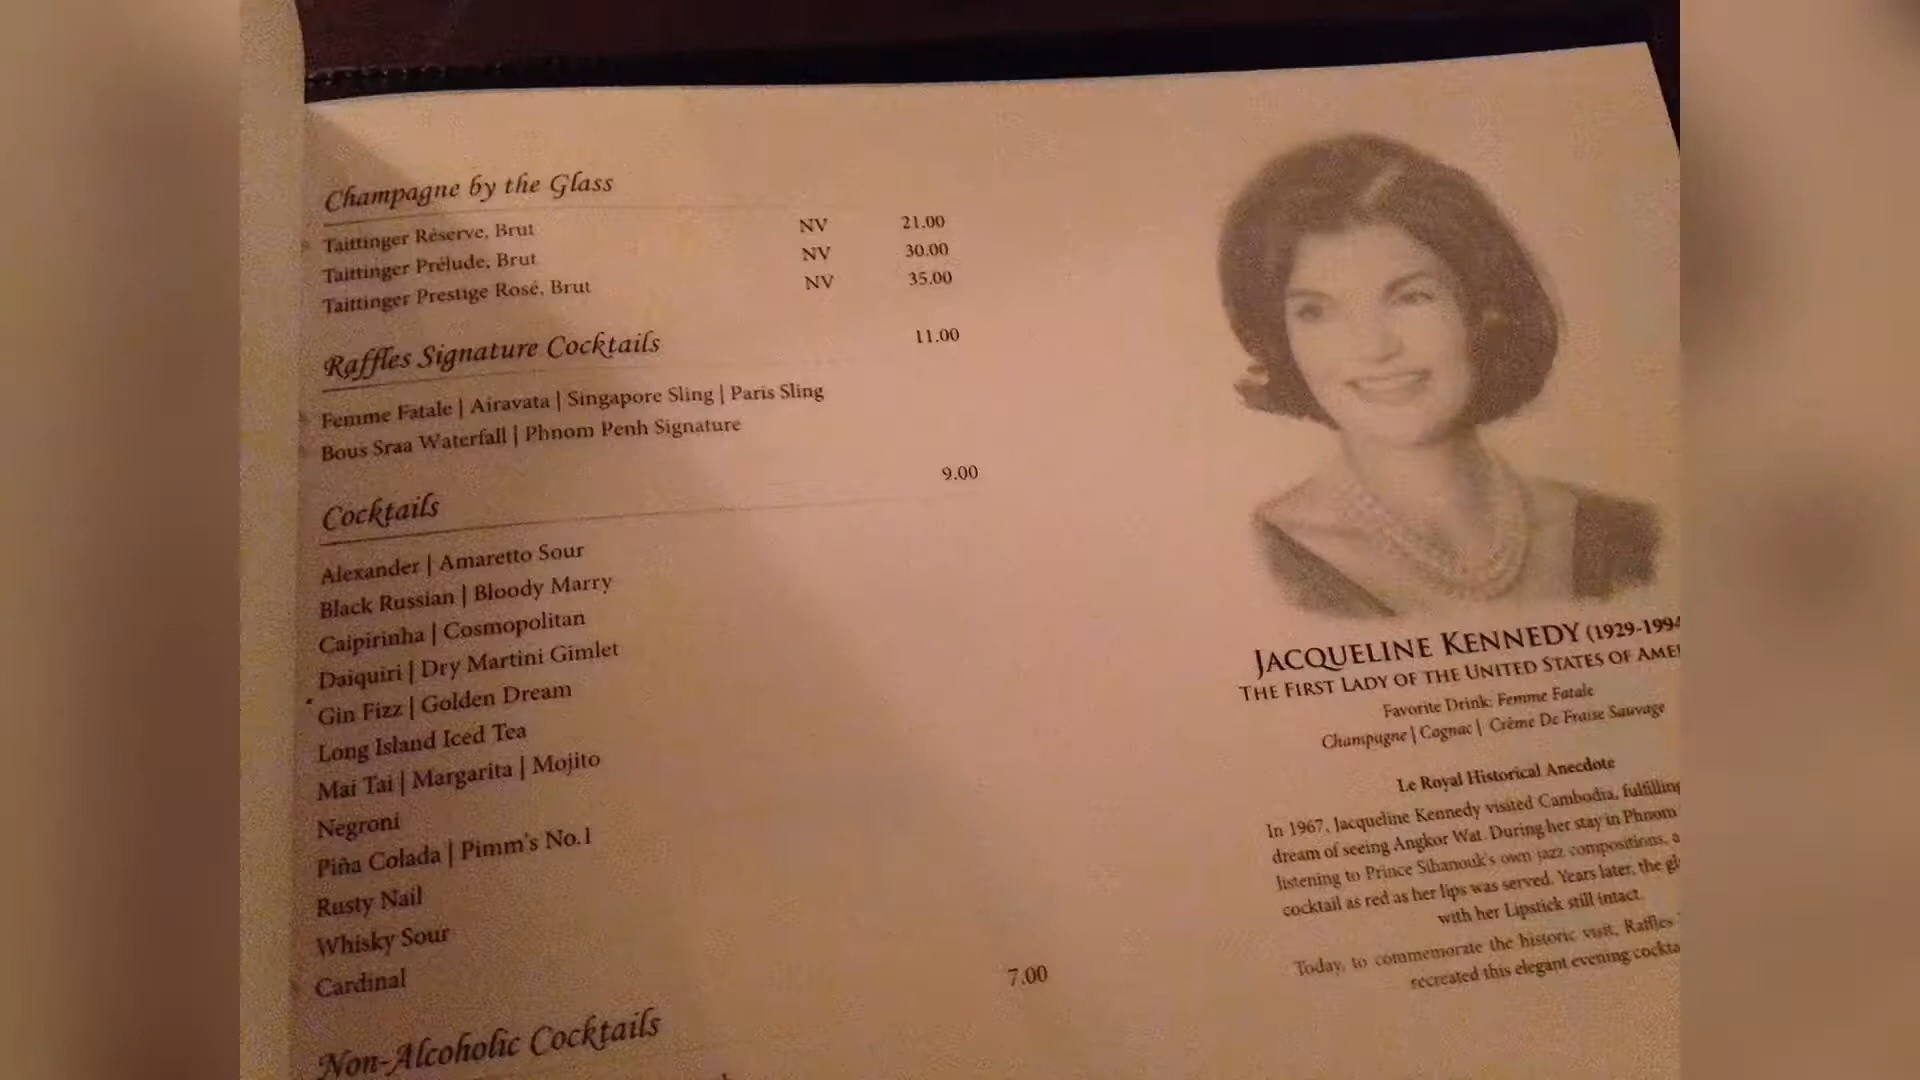 Champagne by the Glass
Taittinger Réserve, Brut NV 21.00
Taittinger Prélude, Brut NV 30.00
Taittinger Prestige Rosé, Brut NV 35.00
Raffles Signature Cocktails 11.00
Femme Fatale | Airavata | Singapore Sling | Paris Sling
Bous Sraa Waterfall | Phnom Penh Signature
Cocktails 9.00
Alexander | Amaretto Sour
Black Russian | Bloody Marry
Caipirinha | Cosmopolitan
Daiquiri | Dry Martini Gimlet
Gin Fizz | Golden Dream
Long Island Iced Tea
Mai Tai | Margarita | Mojito
Negroni
Piña Colada | Pimm's No.1
Rusty Nail
Whisky Sour
Cardinal
Non-Alcoholic Cocktails 7.00
JACQUELINE KENNEDY (1929-1994
THE FIRST LADY OF THE UNITED STATES OF AME
Favorite Drink: Femme Fatale
Champagne | Cognac | Crème De Fraise Sauvage
Le Royal Historical Anecdote
In 1967, Jacqueline Kennedy visited Cambodia, fulfilling
dream of seeing Angkor Wat. During her stay in Phnom
listening to Prince Sihanouk's own jazz compositions, a
cocktail as red as her lips was served. Years later, the gl
with her Lipstick still intact.
Today, to commemorate the historic visit, Raffles
recreated this elegant evening cockta